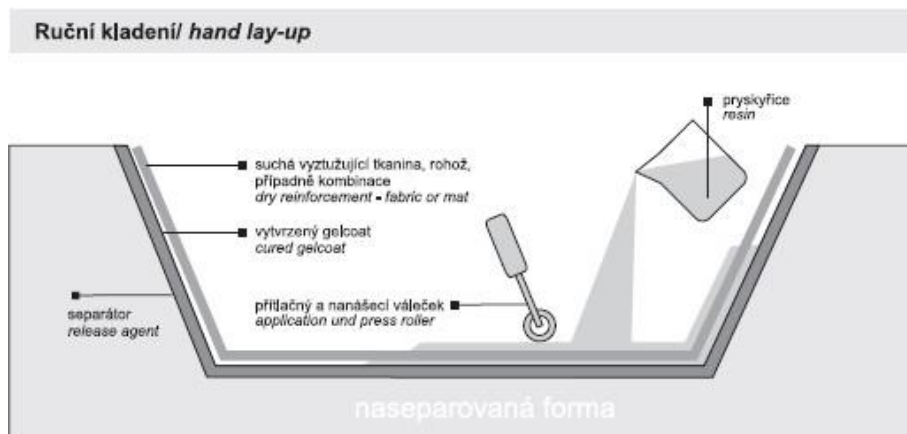 Ruční kladení/ hand lay-up
pryskyřice
resin
suchá vyztužující tkanina, rohož,
případně kombinace
dry reinforcement - fabric or mat
vytvrzený gelcoat
cured gelcoat
přítlačný a nanášecí váleček
application und press roller
separátor
release agent
naseparovaná forma